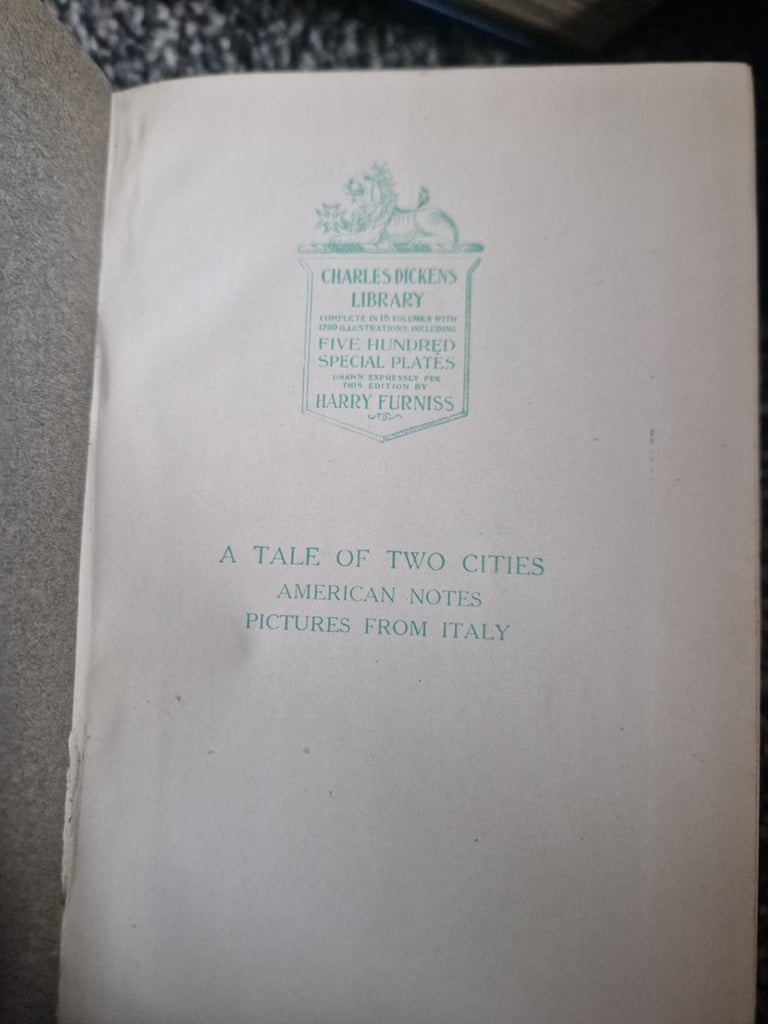 CHARLES DICKENS
LIBRARY
COMPLETE IN 18 VOLUMES WITH
1200 ILLUSTRATIONS, INCLUDING
FIVE HUNDRED
SPECIAL PLATES
DRAWN EXPRESSLY FOR
THIS EDITION BY
HARRY FURNISS
A TALE OF TWO CITIES
AMERICAN NOTES
PICTURES FROM ITALY